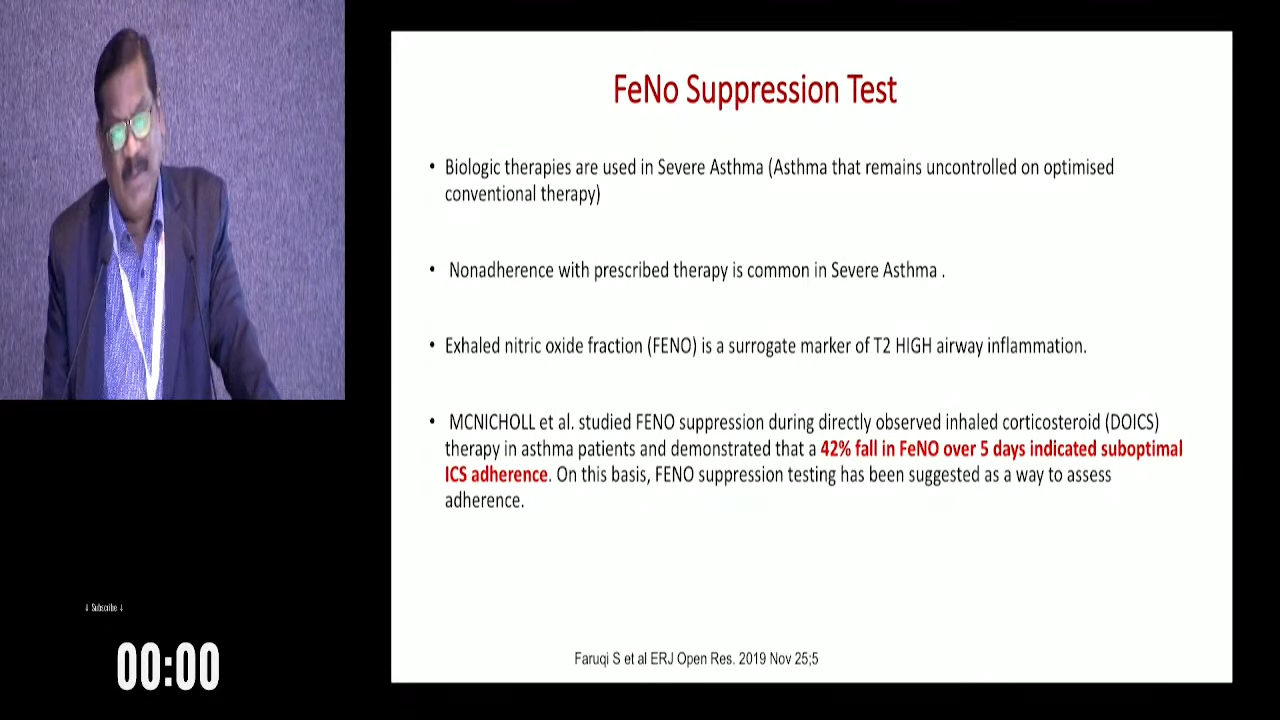 FeNo Suppression Test
• Biologic therapies are used in Severe Asthma (Asthma that remains uncontrolled on optimised
conventional therapy)
• Nonadherence with prescribed therapy is common in Severe Asthma .
• Exhaled nitric oxide fraction (FENO) is a surrogate marker of T2 HIGH airway inflammation.
• MCNICHOLL et al. studied FENO suppression during directly observed inhaled corticosteroid (DOICS)
therapy in asthma patients and demonstrated that a 42% fall in FeNO over 5 days indicated suboptimal
ICS adherence. On this basis, FENO suppression testing has been suggested as a way to assess
adherence.
Faruqi S et al ERJ Open Res. 2019 Nov 25;5
↓ Subscribe ↓
00:00